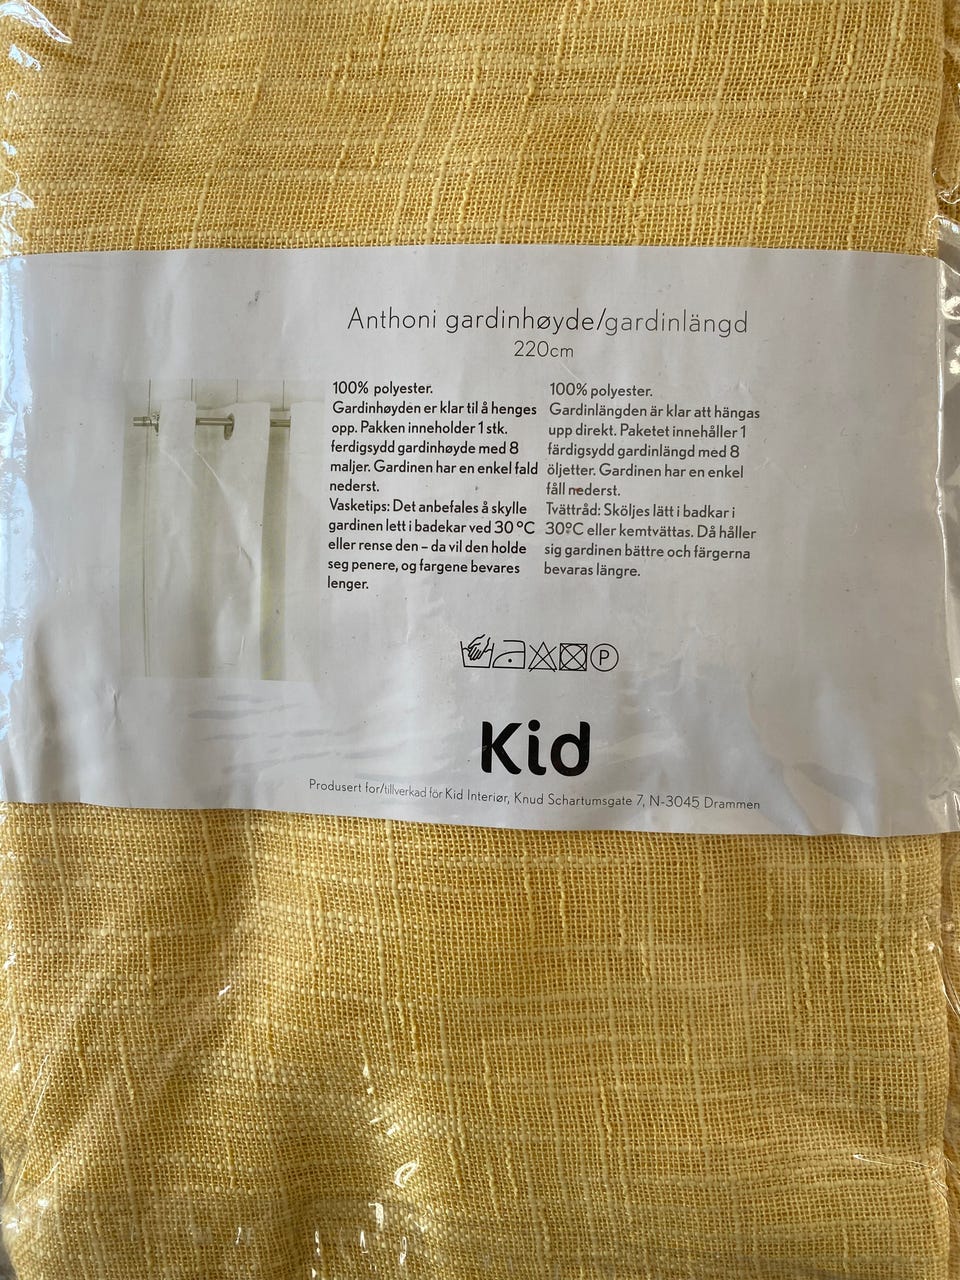 Anthoni gardinhøyde/gardinlängd
220cm
100% polyester.
Gardinhøyden er klar til å henges
opp. Pakken inneholder 1 stk.
ferdigsydd gardinhøyde med 8
maljer. Gardinen har en enkel fald
nederst.
Vasketips: Det anbefales å skylle
gardinen lett i badekar ved 30 °C
eller rense den – da vil den holde
seg penere, og fargene bevares
lenger.
100% polyester.
Gardinlängden är klar att hängas
upp direkt. Paketet innehåller 1
färdigsydd gardinlängd med 8
öljetter. Gardinen har en enkel
fåll nederst.
Tvättråd: Sköljes lätt i badkar i
30°C eller kemtvättas. Då håller
sig gardinen bättre och färgerna
bevaras längre.
P
Kid
Produsert for/tillverkad för Kid Interiør, Knud Schartumsgate 7, N-3045 Drammen